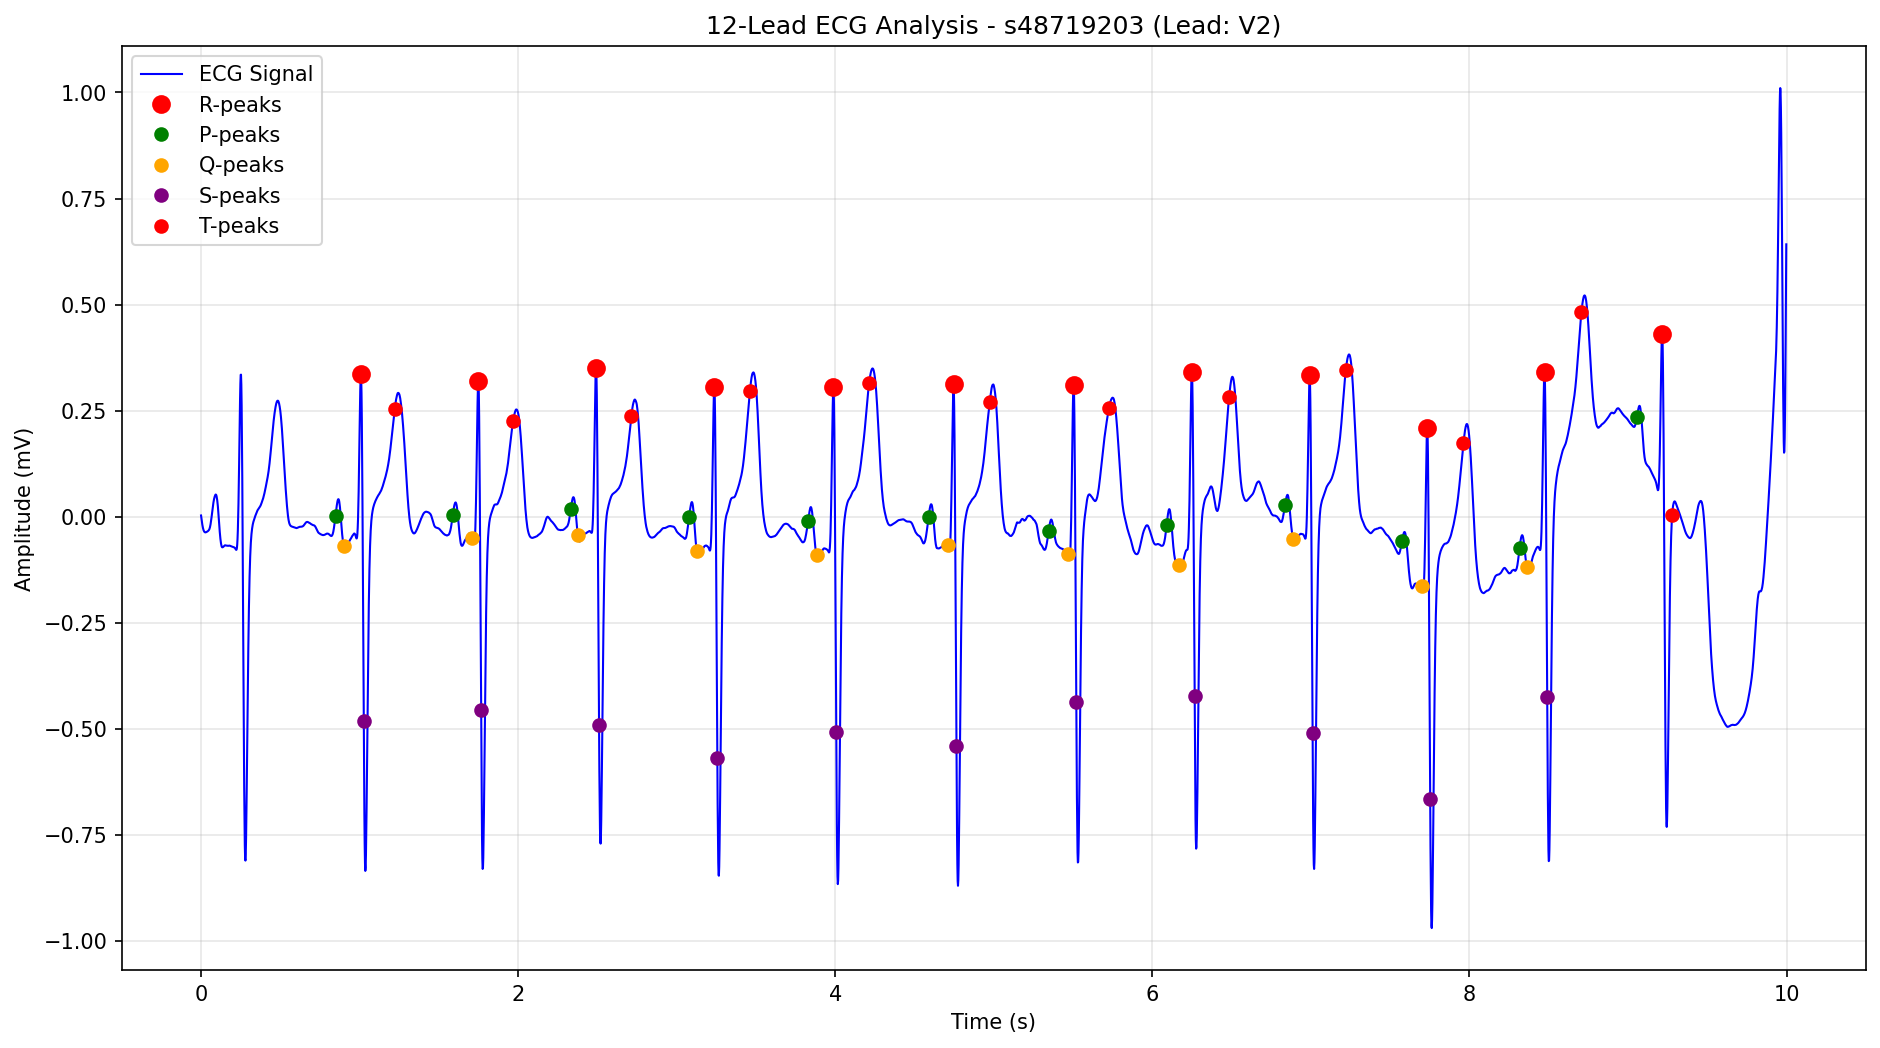 12-Lead ECG Analysis - s48719203 (Lead: V2)
ECG Signal
R-peaks
P-peaks
Q-peaks
S-peaks
T-peaks
Amplitude (mV)
1.00
0.75
0.50
0.25
0.00
−0.25
−0.50
−0.75
−1.00
0 2 4 6 8 10
Time (s)